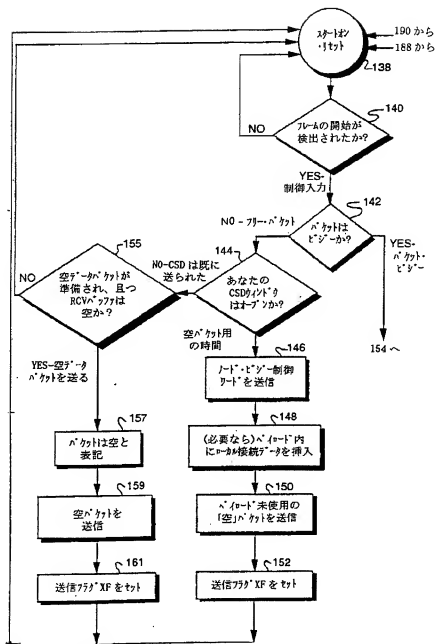 スタートオン
・リセット
190 から
188 から
138
140
NO
フレームの開始が
検出されたか?
YES-
制御入力
142
NO - フリー・パケット
パケットは
ビジーか?
155
NO-CSD は既に
送られた
144
YES-
パケット・
ビジー
NO
空データパケットが
準備され、且つ
RCVバッファは
空か?
あなたの
CSDウィンドウ
はオープンか?
154 へ
空パケット用
の時間
146
YES-空データ
パケットを送る
ノード・ビジー制御
ワードを送信
157
148
パケットは空と
表記
(必要なら)ペイロード内
にローカル接続データを挿入
159
150
空パケットを
送信
ペイロード未使用の
「空」パケットを送信
161
152
送信フラグXFをセット
送信フラグXFをセット